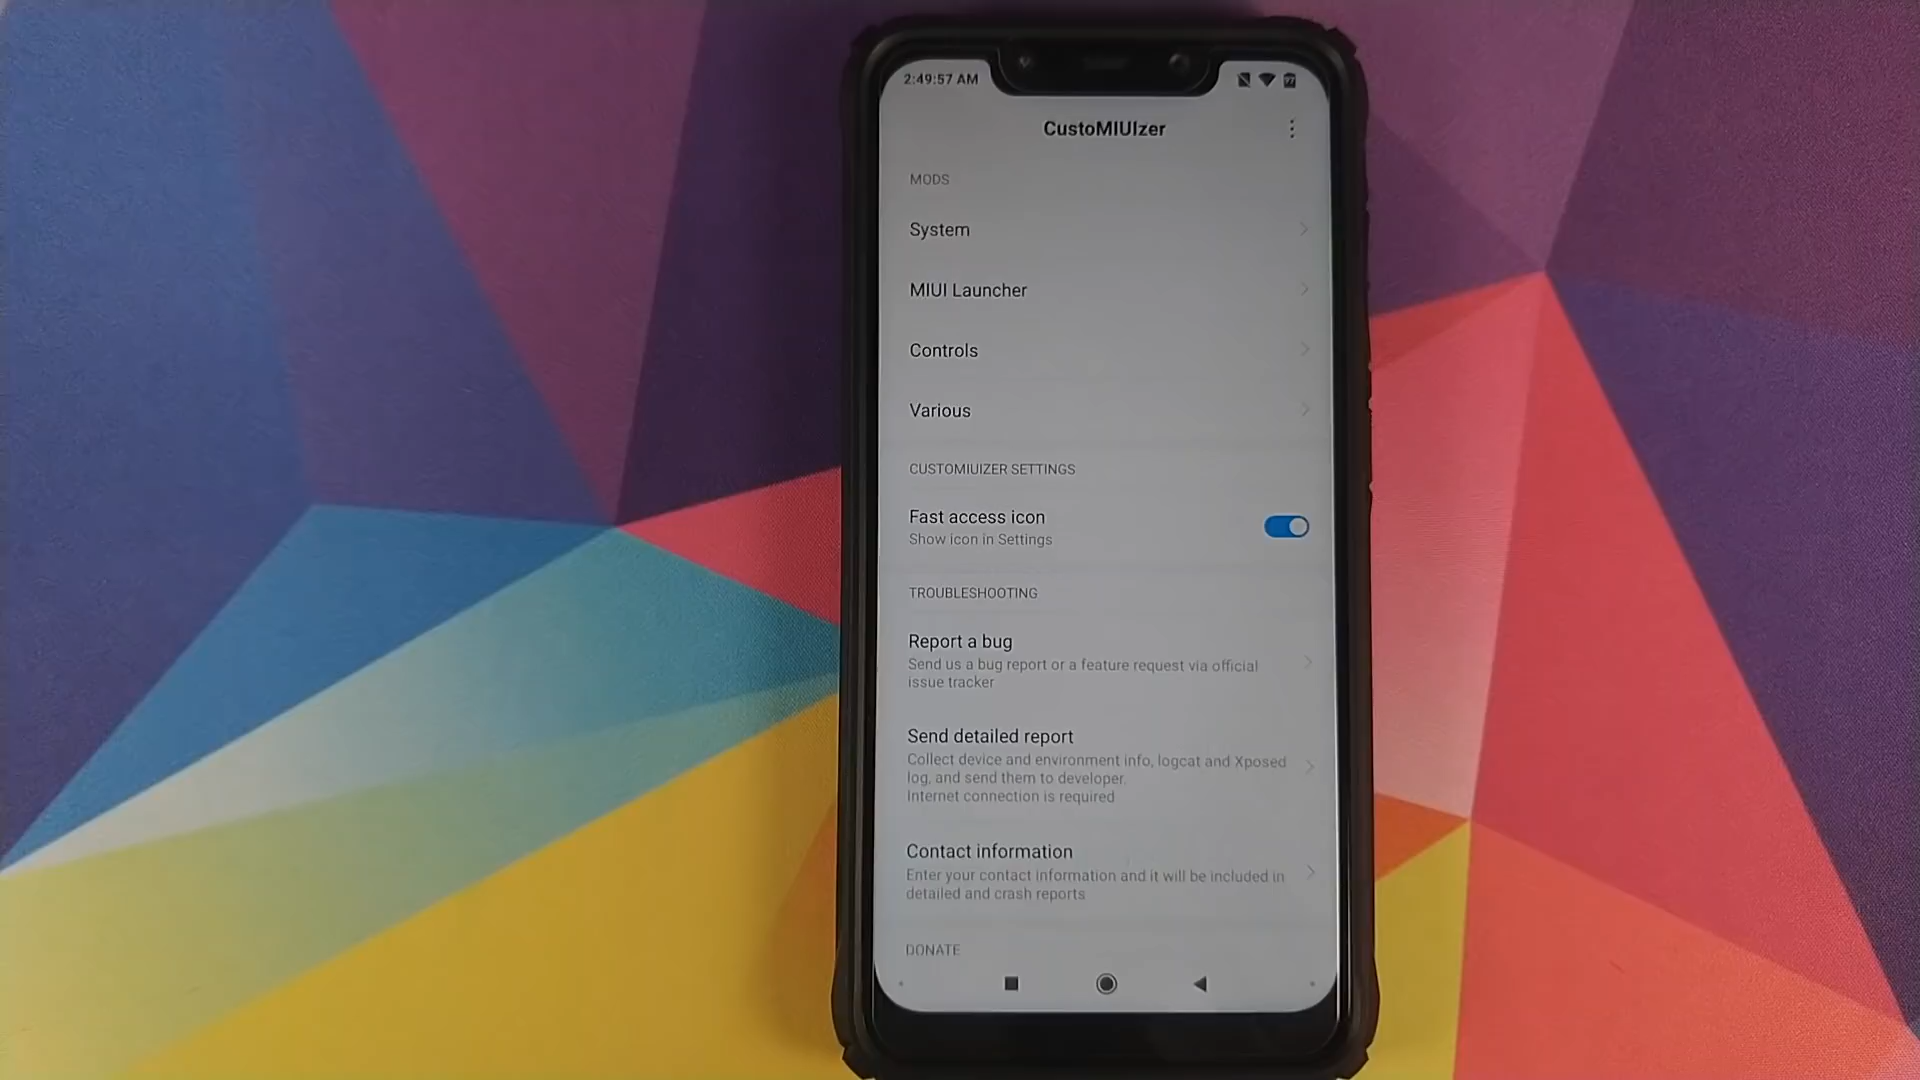 2:49:57 AM
CustoMIUIzer
MODS
System
MIUI Launcher
Controls
Various
CUSTOMIUIZER SETTINGS
Fast access icon
Show icon in Settings
TROUBLESHOOTING
Report a bug
Send us a bug report or a feature request via official
issue tracker
Send detailed report
Collect device and environment info, logcat and Xposed
log, and send them to developer.
Internet connection is required
Contact information
Enter your contact information and it will be included in
detailed and crash reports
DONATE